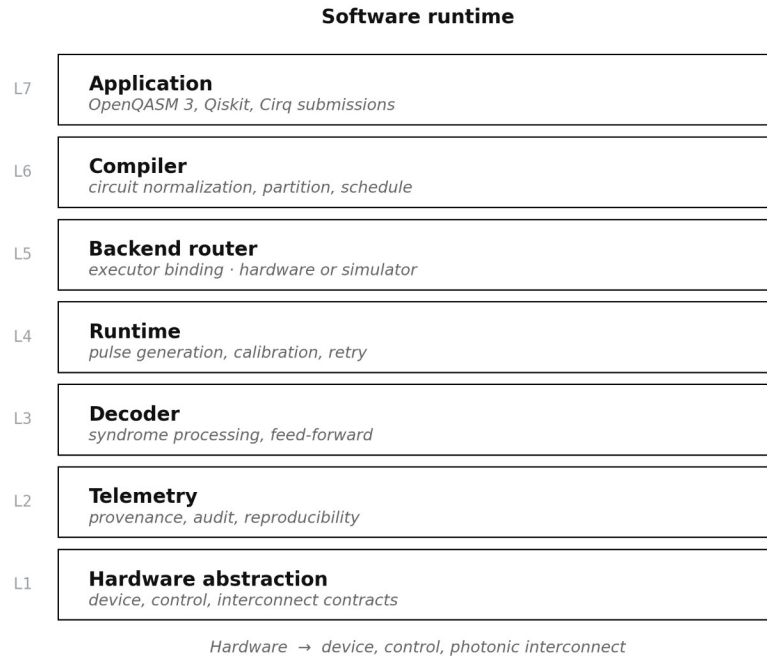 Software runtime
L7
Application
OpenQASM 3, Qiskit, Cirq submissions
L6
Compiler
circuit normalization, partition, schedule
L5
Backend router
executor binding · hardware or simulator
L4
Runtime
pulse generation, calibration, retry
L3
Decoder
syndrome processing, feed-forward
L2
Telemetry
provenance, audit, reproducibility
L1
Hardware abstraction
device, control, interconnect contracts
Hardware → device, control, photonic interconnect